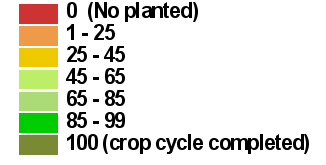 0 (No planted)
1 - 25
25 - 45
45 - 65
65 - 85
85 - 99
100 (crop cycle completed)